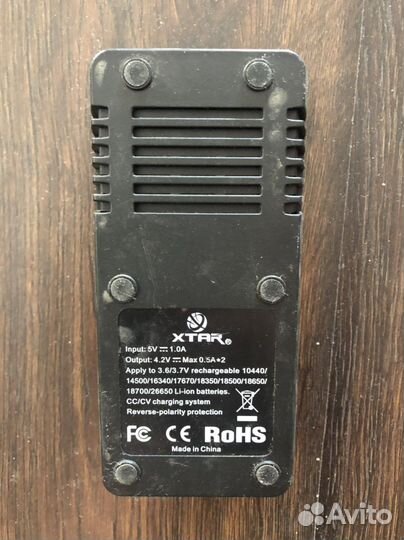 XTAR®
Input: 5V⎓1.0A
Output: 4.2V⎓Max 0.5A*2
Apply to 3.6/3.7V rechargeable 10440/
14500/16340/17670/18350/18500/18650/
18700/26650 Li-ion batteries.
CC/CV charging system
Reverse-polarity protection
FC CE RoHS
Made in China
Avito